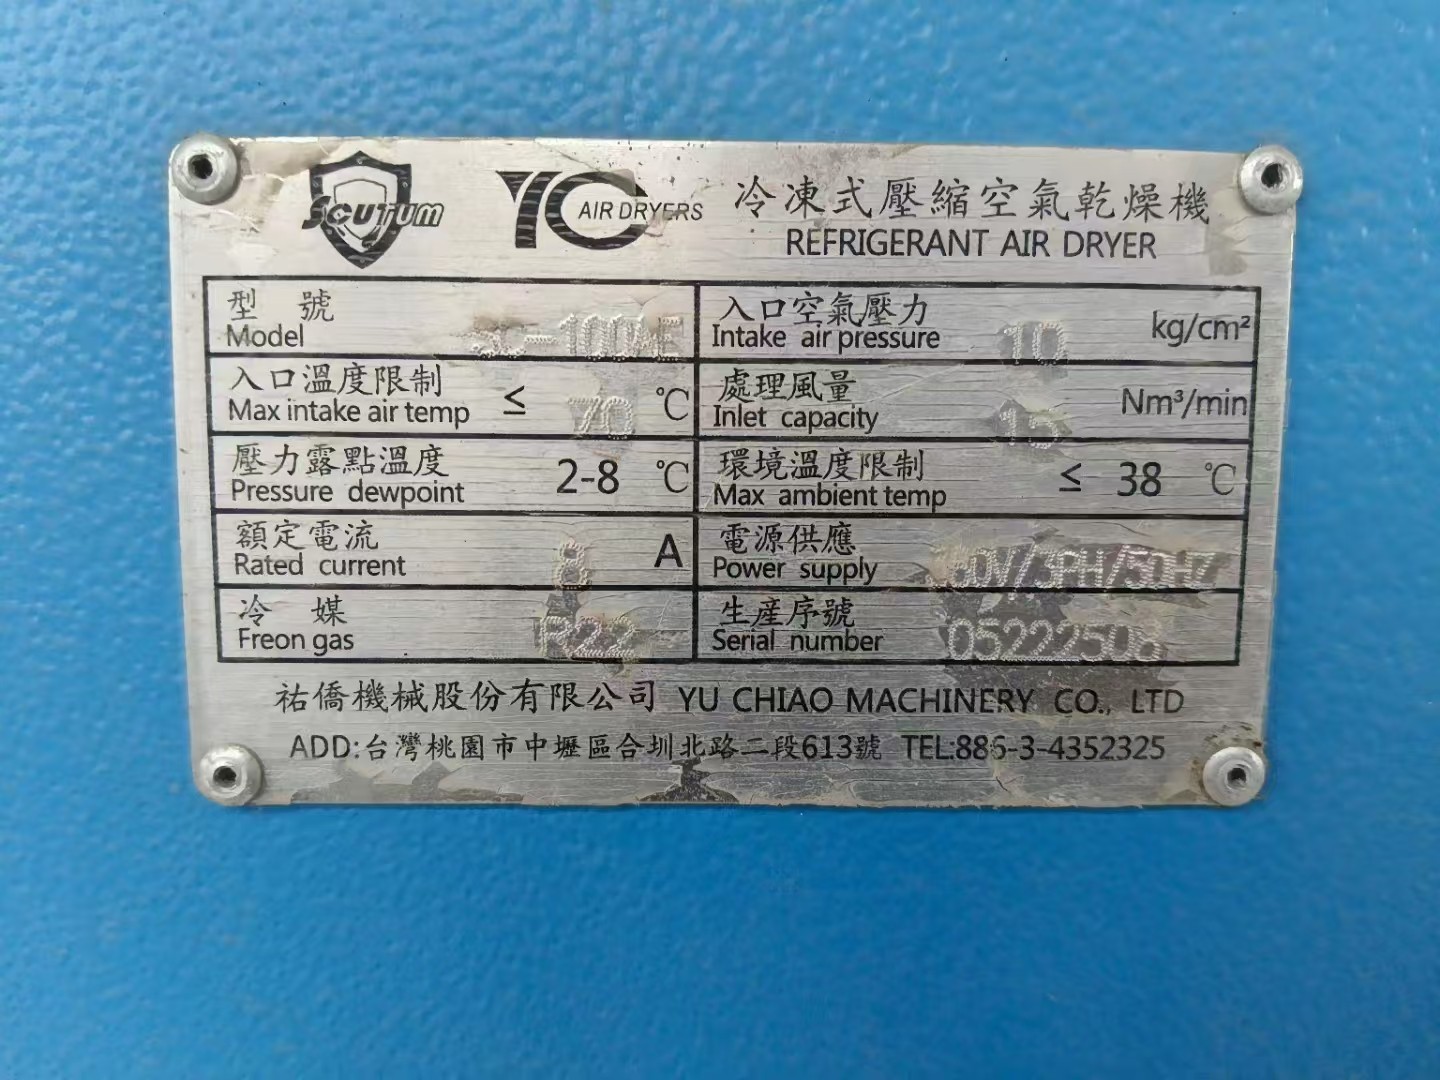 SCUTUM
YC AIR DRYERS
冷凍式壓縮空氣乾燥機
REFRIGERANT AIR DRYER
型 號
Model SC-100AE
入口空氣壓力
Intake air pressure 10 kg/cm²
入口溫度限制
Max intake air temp ≤ 70 ℃
處理風量
Inlet capacity 15 Nm³/min
壓力露點溫度
Pressure dewpoint 2-8 ℃
環境溫度限制
Max ambient temp ≤ 38 ℃
額定電流
Rated current 8 A
電源供應
Power supply 380V/3PH/50HZ
冷 媒
Freon gas R22
生産序號
Serial number 05222508
祐僑機械股份有限公司 YU CHIAO MACHINERY CO., LTD
ADD:台灣桃園市中壢區合圳北路二段613號 TEL:886-3-4352325